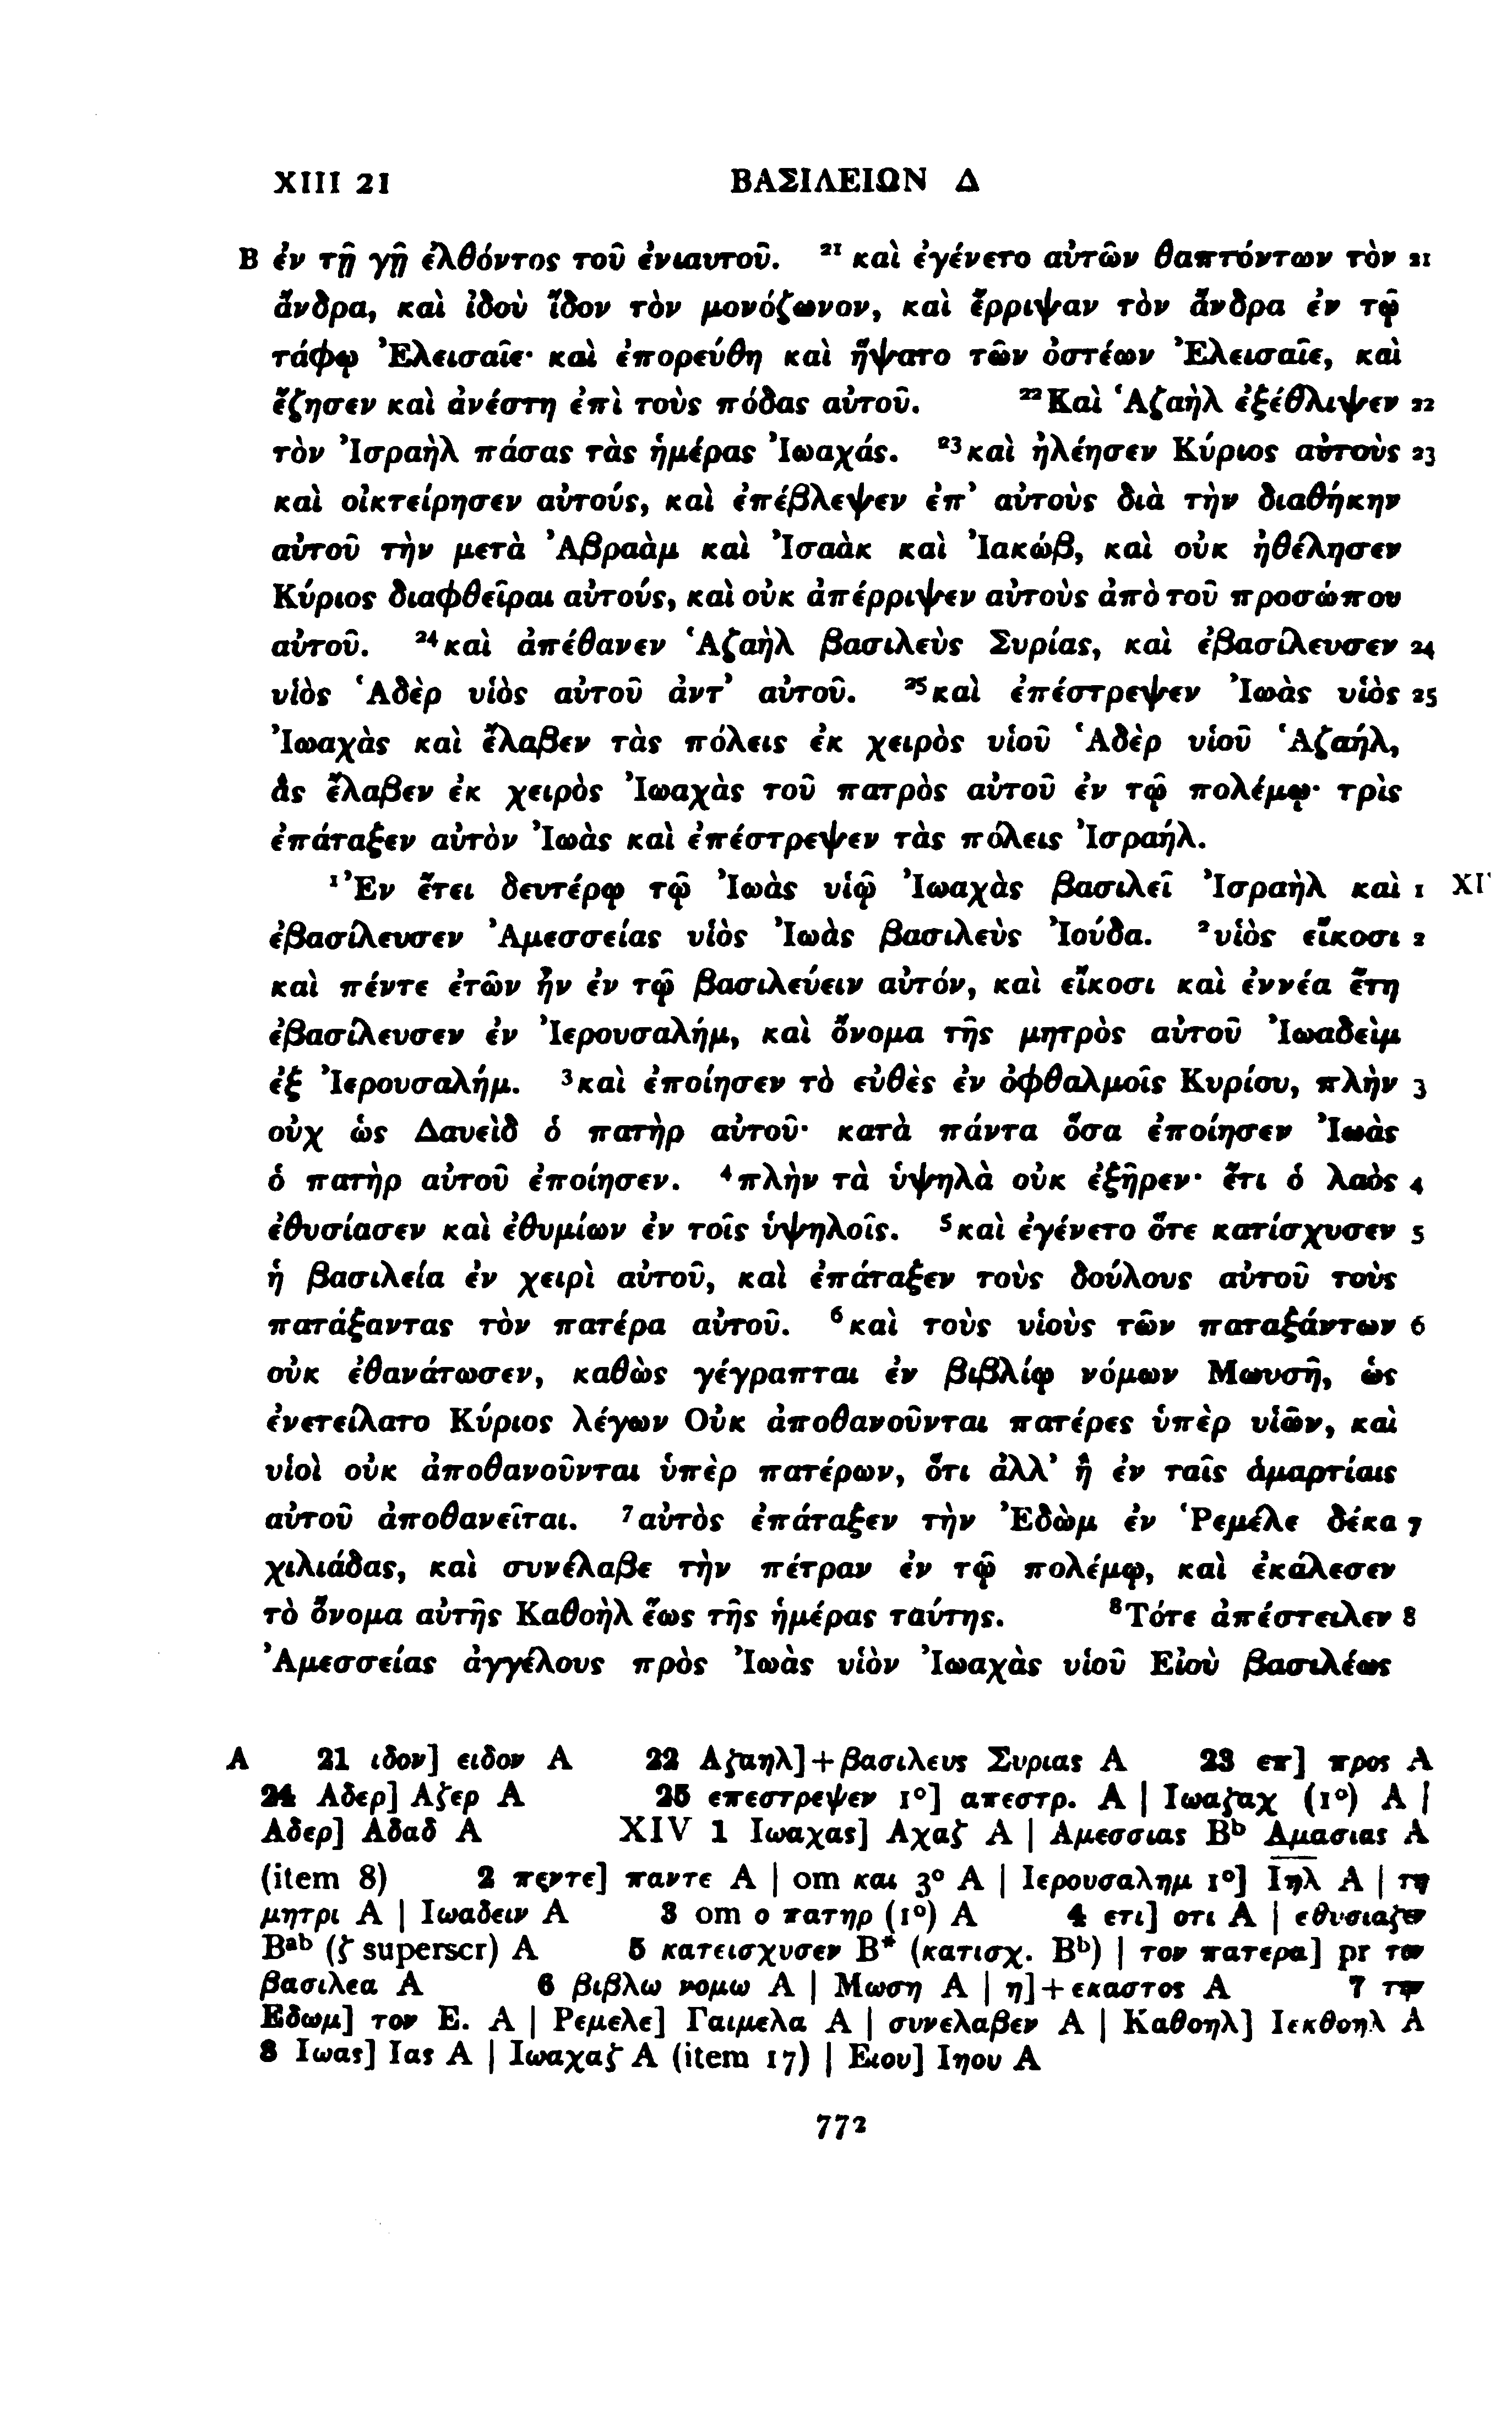 XIII 21 ΒΑΣΙΛΕΙΩΝ Δ
B ἐν τῇ γῇ ἐλθόντος τοῦ ἐνιαυτοῦ. ²¹ καὶ ἐγένετο αὐτῶν θαπτόντων τὸν 21
ἄνδρα, καὶ ἰδοὺ ἴδον τὸν μονόζωνον, καὶ ἔρριψαν τὸν ἄνδρα ἐν τῷ
τάφῳ Ἐλεισαῖε· καὶ ἐπορεύθη καὶ ἥψατο τῶν ὀστέων Ἐλεισαῖε, καὶ
ἔζησεν καὶ ἀνέστη ἐπὶ τοὺς πόδας αὐτοῦ. ²²Καὶ Ἁζαὴλ ἐξέθλιψεν 22
τὸν Ἰσραὴλ πάσας τὰς ἡμέρας Ἰωαχάς. ²³καὶ ἠλέησεν Κύριος αὐτοὺς 23
καὶ οἰκτείρησεν αὐτούς, καὶ ἐπέβλεψεν ἐπ’ αὐτοὺς διὰ τὴν διαθήκην
αὐτοῦ τὴν μετὰ Ἀβραὰμ καὶ Ἰσαὰκ καὶ Ἰακώβ, καὶ οὐκ ἠθέλησεν
Κύριος διαφθεῖραι αὐτούς, καὶ οὐκ ἀπέρριψεν αὐτοὺς ἀπὸ τοῦ προσώπου
αὐτοῦ. ²⁴καὶ ἀπέθανεν Ἁζαὴλ βασιλεὺς Συρίας, καὶ ἐβασίλευσεν 24
υἱὸς Ἁδὲρ υἱὸς αὐτοῦ ἀντ’ αὐτοῦ. ²⁵καὶ ἐπέστρεψεν Ἰωὰς υἱὸς 25
Ἰωαχὰς καὶ ἔλαβεν τὰς πόλεις ἐκ χειρὸς υἱοῦ Ἁδὲρ υἱοῦ Ἁζαήλ,
ἃς ἔλαβεν ἐκ χειρὸς Ἰωαχὰς τοῦ πατρὸς αὐτοῦ ἐν τῷ πολέμῳ· τρὶς
ἐπάταξεν αὐτὸν Ἰωὰς καὶ ἐπέστρεψεν τὰς πόλεις Ἰσραήλ.
¹Ἐν ἔτει δευτέρῳ τῷ Ἰωὰς υἱῷ Ἰωαχὰς βασιλεῖ Ἰσραὴλ καὶ 1
ἐβασίλευσεν Ἀμεσσείας υἱὸς Ἰωὰς βασιλεὺς Ἰούδα. ²υἱὸς εἴκοσι 2
καὶ πέντε ἐτῶν ἦν ἐν τῷ βασιλεύειν αὐτόν, καὶ εἴκοσι καὶ ἐννέα ἔτη
ἐβασίλευσεν ἐν Ἰερουσαλήμ, καὶ ὄνομα τῆς μητρὸς αὐτοῦ Ἰωαδεὶμ
ἐξ Ἰερουσαλήμ. ³καὶ ἐποίησεν τὸ εὐθὲς ἐν ὀφθαλμοῖς Κυρίου, πλὴν 3
οὐχ ὡς Δαυεὶδ ὁ πατὴρ αὐτοῦ· κατὰ πάντα ὅσα ἐποίησεν Ἰωὰς
ὁ πατὴρ αὐτοῦ ἐποίησεν. ⁴πλὴν τὰ ὑψηλὰ οὐκ ἐξῆρεν· ἔτι ὁ λαὸς 4
ἐθυσίασεν καὶ ἐθυμίων ἐν τοῖς ὑψηλοῖς. ⁵καὶ ἐγένετο ὅτε κατίσχυσεν 5
ἡ βασιλεία ἐν χειρὶ αὐτοῦ, καὶ ἐπάταξεν τοὺς δούλους αὐτοῦ τοὺς
πατάξαντας τὸν πατέρα αὐτοῦ. ⁶καὶ τοὺς υἱοὺς τῶν παταξάντων 6
οὐκ ἐθανάτωσεν, καθὼς γέγραπται ἐν βιβλίῳ νόμων Μωυσῆ, ὡς
ἐνετείλατο Κύριος λέγων Οὐκ ἀποθανοῦνται πατέρες ὑπὲρ υἱῶν, καὶ
υἱοὶ οὐκ ἀποθανοῦνται ὑπὲρ πατέρων, ὅτι ἀλλ’ ἢ ἐν ταῖς ἁμαρτίαις
αὐτοῦ ἀποθανεῖται. ⁷αὐτὸς ἐπάταξεν τὴν Ἐδὼμ ἐν Ῥεμέλε δέκα 7
χιλιάδας, καὶ συνέλαβε τὴν πέτραν ἐν τῷ πολέμῳ, καὶ ἐκάλεσεν
τὸ ὄνομα αὐτῆς Καθοὴλ ἕως τῆς ἡμέρας ταύτης. ⁸Τότε ἀπέστειλεν 8
Ἀμεσσείας ἀγγέλους πρὸς Ἰωὰς υἱὸν Ἰωαχὰς υἱοῦ Εἰοὺ βασιλέως
A 21 ιδον] ειδον A 22 Αζαηλ]+βασιλευς Συριας A 23 επ] προς A
24 Αδερ] Αζερ A 25 επεστρεψεν 1°] απεστρ. A | Ιωαζαχ (1°) A |
Αδερ] Αδαδ A XIV 1 Ιωαχας] Αχαζ A | Αμεσσιας Bᵇ Αμασιας A
(item 8) 2 πεντε] παντε A | om και 3° A | Ιερουσαλημ 1°] Ιηλ A | τη
μητρι A | Ιωαδειν A 3 om ο πατηρ (1°) A 4 ετι] οτι A | εθυσιαζεν
Bᵃᵇ (ζ superscr) A 5 κατεισχυσεν B* (κατισχ. Bᵇ) | τον πατερα] pr τον
βασιλεα A 6 βιβλω νομω A | Μωση A | η]+εκαστος A 7 την
Εδωμ] τον Ε. A | Ρεμελε] Γαιμελα A | συνελαβεν A | Καθοηλ] Ιεκθοηλ A
8 Ιωας] Ιας A | Ιωαχαζ A (item 17) | Ειου] Ιηου A
772